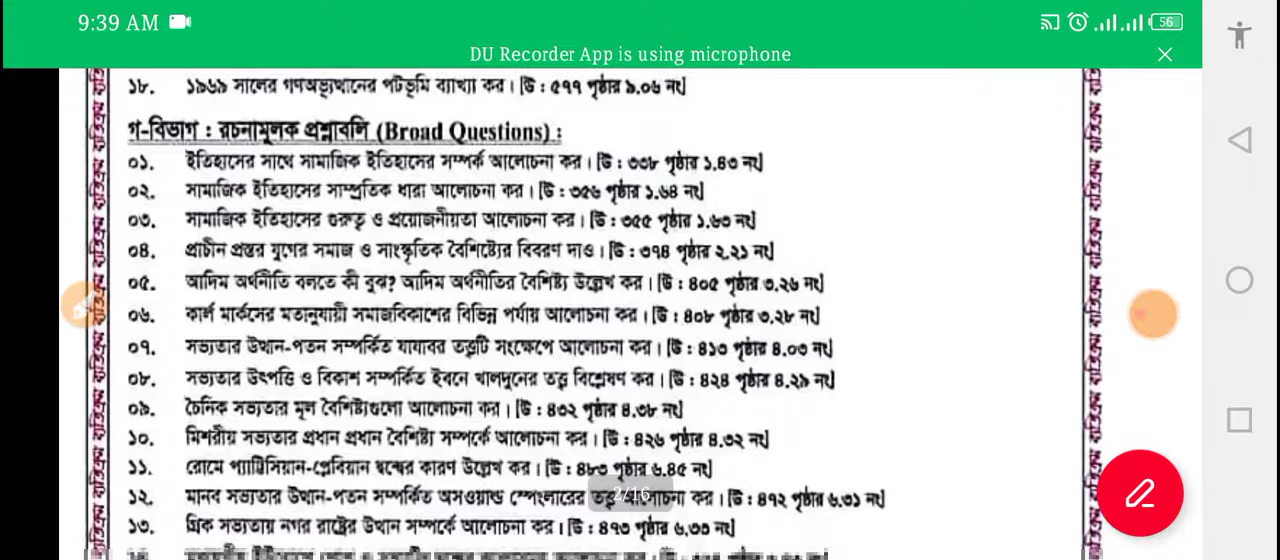 9:39 AM
56
DU Recorder App is using microphone
১৮. ১৯৬৯ সালের গণঅভ্যুত্থানের পটভূমি ব্যাখ্যা কর। [উ : ৫৭৭ পৃষ্ঠার ৯.০৬ নং]
গ-বিভাগ : রচনামূলক প্রশ্নাবলি (Broad Questions) :
০১. ইতিহাসের সাথে সামাজিক ইতিহাসের সম্পর্ক আলোচনা কর। [উ : ৩৩৮ পৃষ্ঠার ১.৪৩ নং]
০২. সামাজিক ইতিহাসের সাম্প্রতিক ধারা আলোচনা কর। [উ : ৩৫৬ পৃষ্ঠার ১.৬৪ নং]
০৩. সামাজিক ইতিহাসের গুরুত্ব ও প্রয়োজনীয়তা আলোচনা কর। [উ : ৩৫৫ পৃষ্ঠার ১.৬৩ নং]
০৪. প্রাচীন প্রস্তর যুগের সমাজ ও সাংস্কৃতিক বৈশিষ্ট্যের বিবরণ দাও। [উ : ৩৭৪ পৃষ্ঠার ২.২১ নং]
০৫. আদিম অর্থনীতি বলতে কী বুঝ? আদিম অর্থনীতির বৈশিষ্ট্য উল্লেখ কর। [উ : ৪০৫ পৃষ্ঠার ৩.২৬ নং]
০৬. কার্ল মার্কসের মতানুযায়ী সমাজবিকাশের বিভিন্ন পর্যায় আলোচনা কর। [উ : ৪০৮ পৃষ্ঠার ৩.২৮ নং]
০৭. সভ্যতার উত্থান-পতন সম্পর্কিত যাযাবর তত্ত্বটি সংক্ষেপে আলোচনা কর। [উ : ৪১৩ পৃষ্ঠার ৪.০৩ নং]
০৮. সভ্যতার উৎপত্তি ও বিকাশ সম্পর্কিত ইবনে খালদুনের তত্ত্ব বিশ্লেষণ কর। [উ : ৪২৪ পৃষ্ঠার ৪.২৯ নং]
০৯. চৈনিক সভ্যতার মূল বৈশিষ্ট্যগুলো আলোচনা কর। [উ : ৪৩২ পৃষ্ঠার ৪.৩৮ নং]
১০. মিশরীয় সভ্যতার প্রধান প্রধান বৈশিষ্ট্য সম্পর্কে আলোচনা কর। [উ : ৪২৬ পৃষ্ঠার ৪.৩২ নং]
১১. রোমে প্যাট্রিসিয়ান-প্লেবিয়ান দ্বন্দ্বের কারণ উল্লেখ কর। [উ : ৪৮৩ পৃষ্ঠার ৬.৪৫ নং]
2/16
১২. মানব সভ্যতার উত্থান-পতন সম্পর্কিত অসওয়াল্ড স্পেংলারের তত্ত্ব আলোচনা কর। [উ : ৪৭২ পৃষ্ঠার ৬.৩১ নং]
১৩. গ্রিক সভ্যতায় নগর রাষ্ট্রের উত্থান সম্পর্কে আলোচনা কর। [উ : ৪৭৩ পৃষ্ঠার ৬.৩৩ নং]